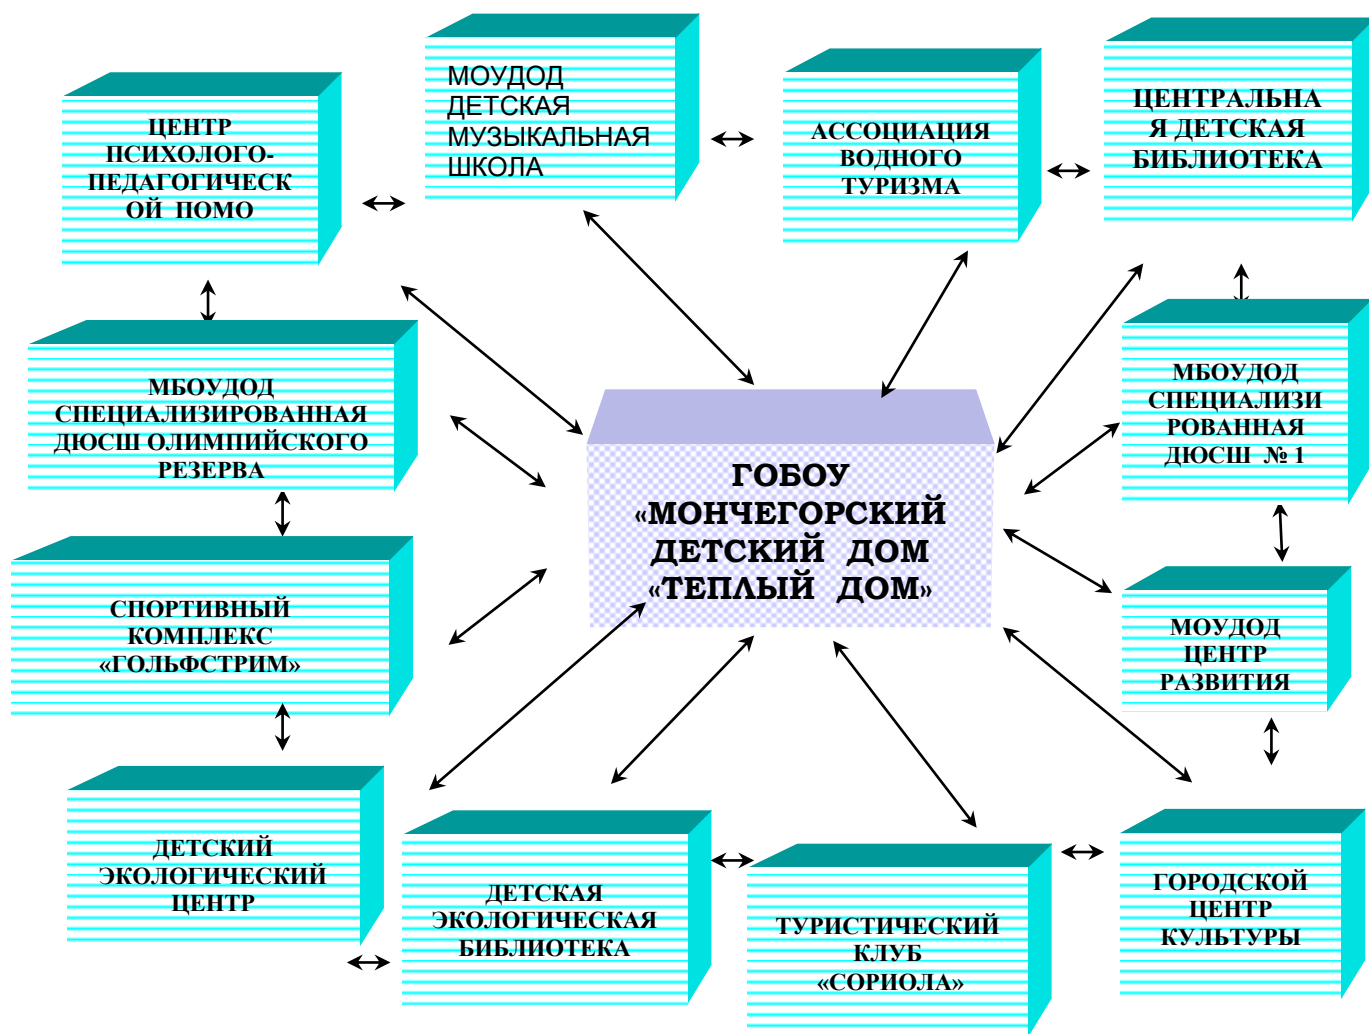 МОУДОД
ДЕТСКАЯ
МУЗЫКАЛЬНАЯ
ШКОЛА
ЦЕНТР
ПСИХОЛОГО-
ПЕДАГОГИЧЕСК
ОЙ ПОМО
АССОЦИАЦИЯ
ВОДНОГО
ТУРИЗМА
ЦЕНТРАЛЬНА
Я ДЕТСКАЯ
БИБЛИОТЕКА
МБОУДОД
СПЕЦИАЛИЗИРОВАННАЯ
ДЮСШ ОЛИМПИЙСКОГО
РЕЗЕРВА
МБОУДОД
СПЕЦИАЛИЗИ
РОВАННАЯ
ДЮСШ № 1
ГОБОУ
«МОНЧЕГОРСКИЙ
ДЕТСКИЙ ДОМ
«ТЕПЛЫЙ ДОМ»
СПОРТИВНЫЙ
КОМПЛЕКС
«ГОЛЬФСТРИМ»
МОУДОД
ЦЕНТР
РАЗВИТИЯ
ДЕТСКИЙ
ЭКОЛОГИЧЕСКИЙ
ЦЕНТР
ДЕТСКАЯ
ЭКОЛОГИЧЕСКАЯ
БИБЛИОТЕКА
ТУРИСТИЧЕСКИЙ
КЛУБ
«СОРИОЛА»
ГОРОДСКОЙ
ЦЕНТР
КУЛЬТУРЫ